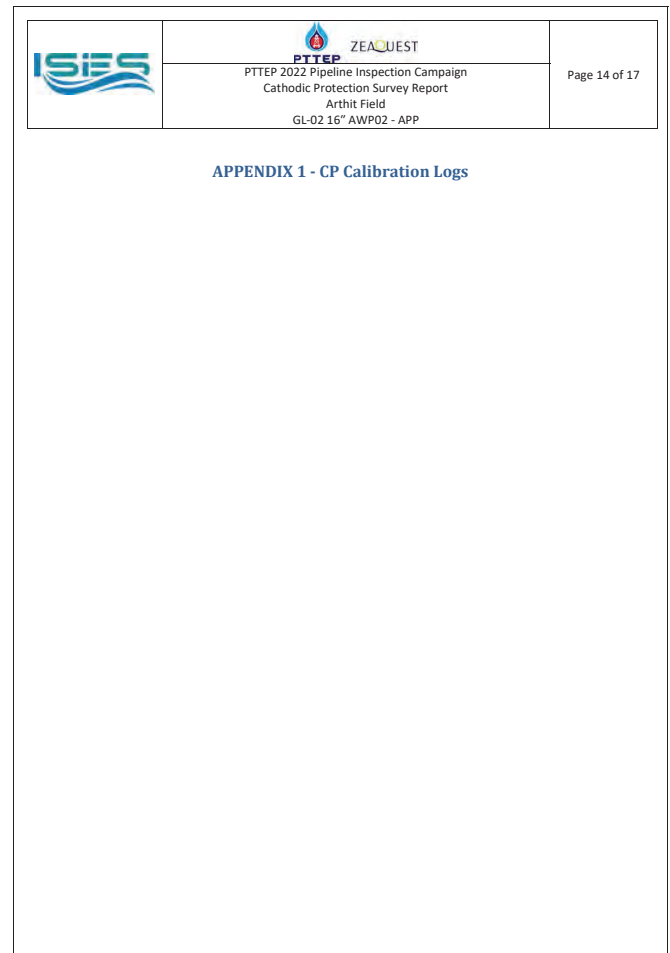 ISES
PTTEP
ZEAQUEST
PTTEP 2022 Pipeline Inspection Campaign
Cathodic Protection Survey Report
Arthit Field
GL-02 16” AWP02 - APP
Page 14 of 17
APPENDIX 1 - CP Calibration Logs